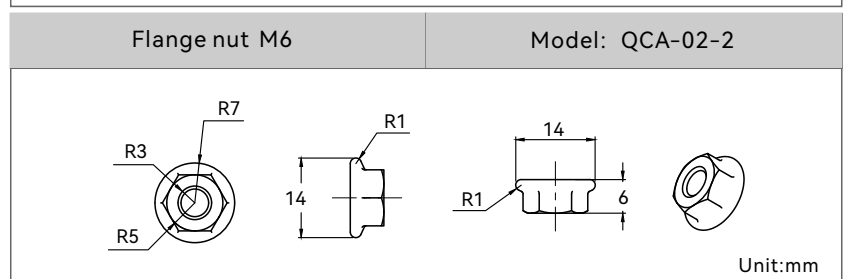 Flange nut M6
Model: QCA-02-2
R7
R1
14
R3
14
R1
6
R5
Unit:mm